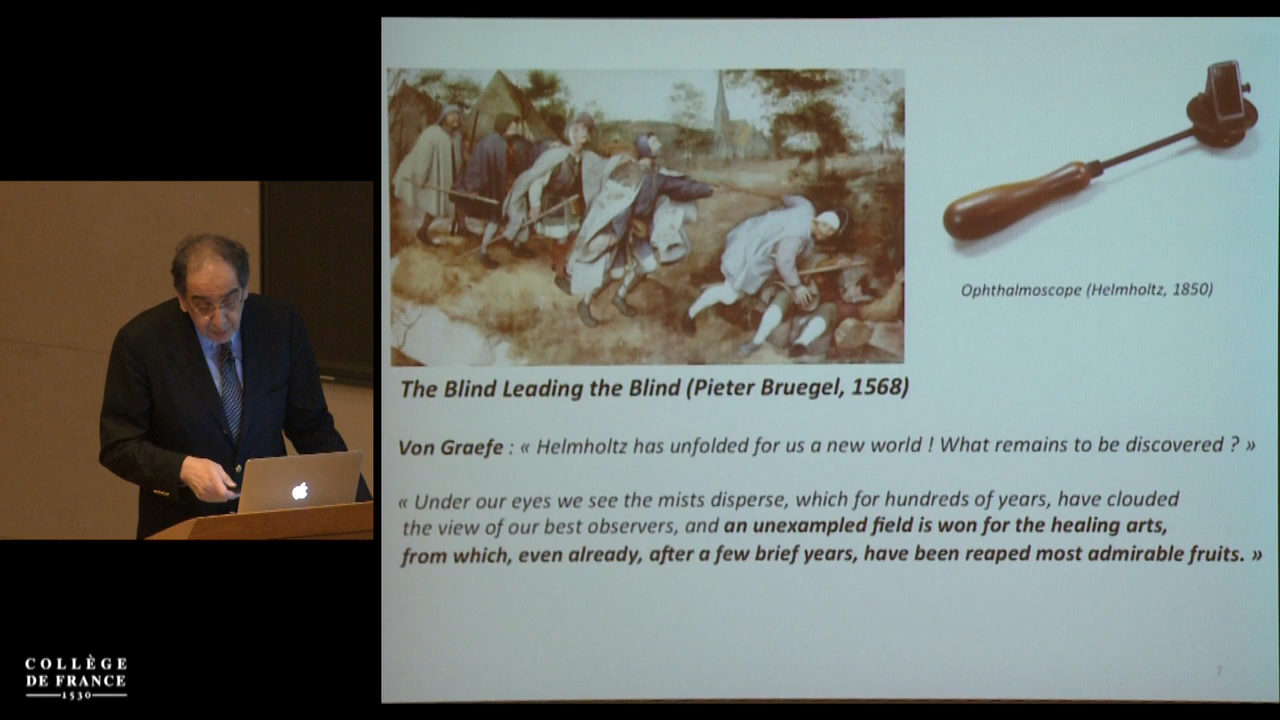 Ophthalmoscope (Helmholtz, 1850)
The Blind Leading the Blind (Pieter Bruegel, 1568)
Von Graefe : « Helmholtz has unfolded for us a new world ! What remains to be discovered ? »
« Under our eyes we see the mists disperse, which for hundreds of years, have clouded
the view of our best observers, and an unexampled field is won for the healing arts,
from which, even already, after a few brief years, have been reaped most admirable fruits. »
7
COLLÈGE
DE FRANCE
1530